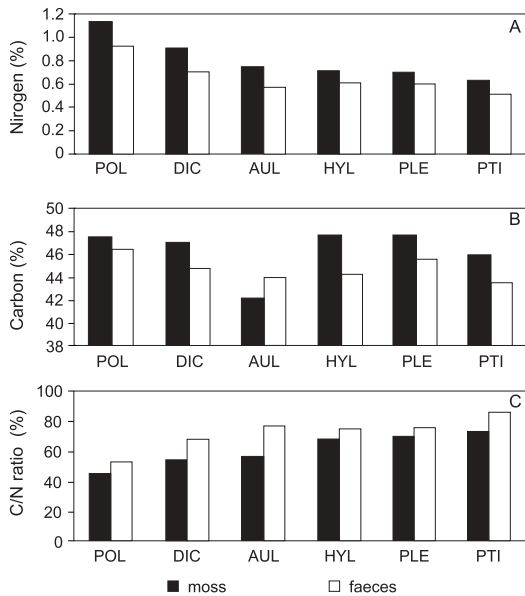 A
Nirogen (%)
1.2
1.0
0.8
0.6
0.4
0.2
0
POL DIC AUL HYL PLE PTI
B
Carbon (%)
50
48
46
44
42
40
38
POL DIC AUL HYL PLE PTI
C
C/N ratio (%)
100
80
60
40
20
0
POL DIC AUL HYL PLE PTI
moss faeces